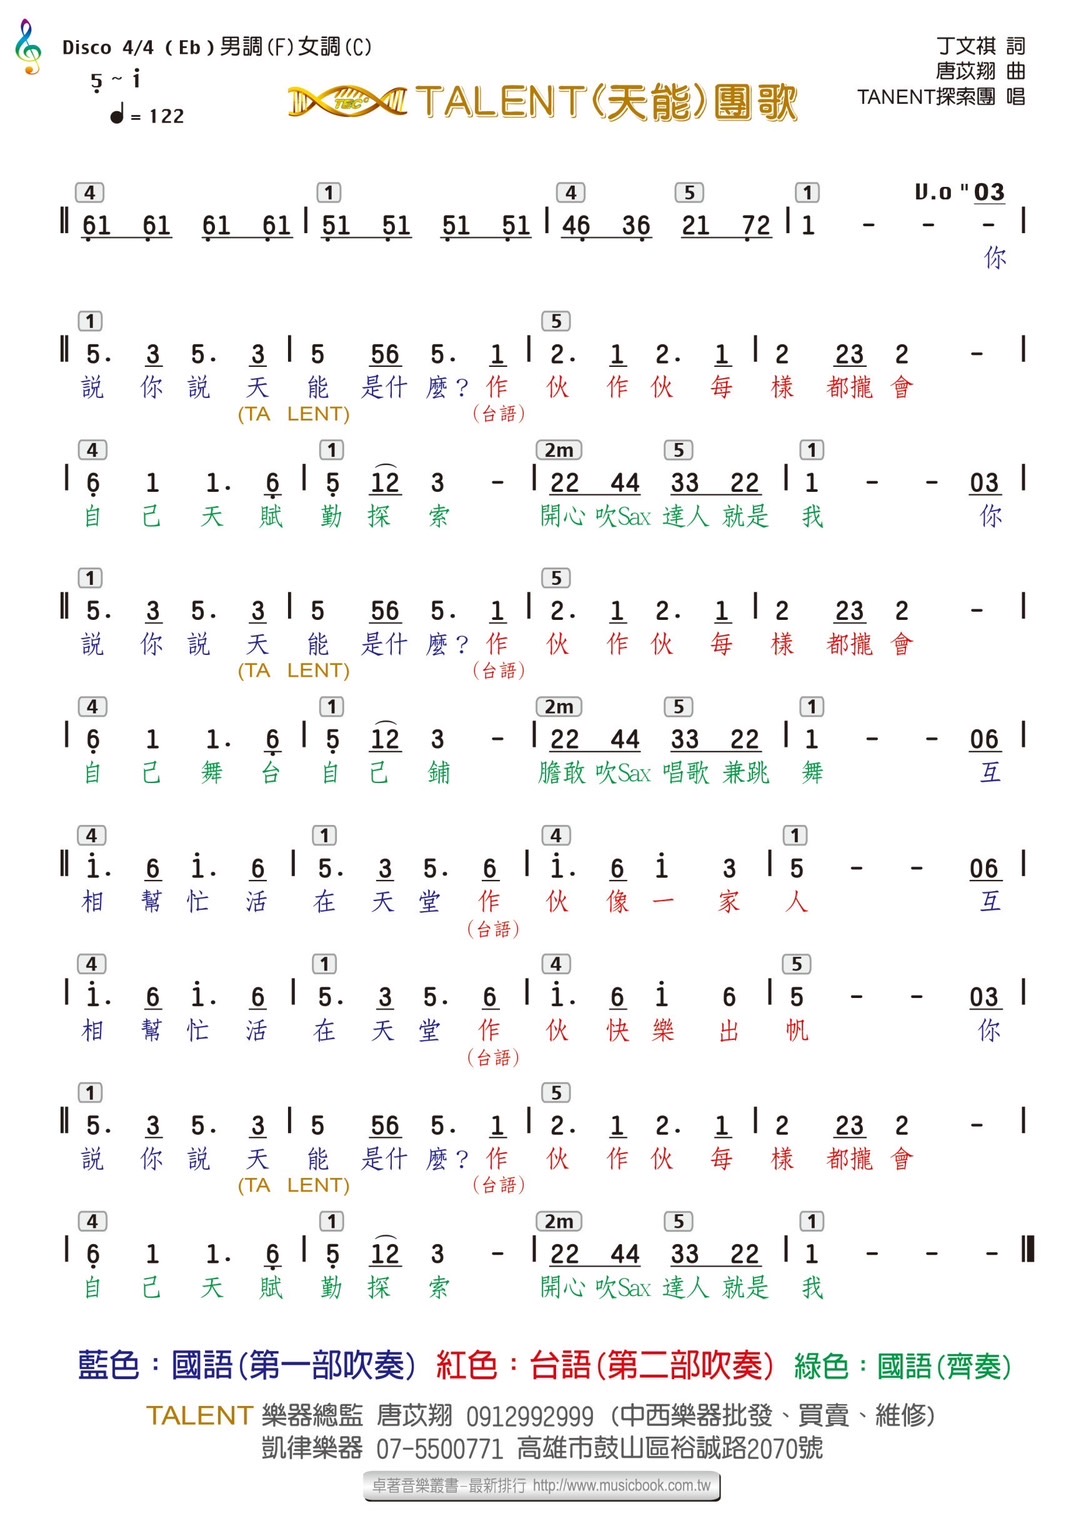 Disco 4/4 (Eb)男調(F)女調(C)
5 ~ i
= 122
TEC
TALENT(天能)團歌
丁文祺 詞
唐苡翔 曲
TANENT探索團 唱
4 1 4 5 1 V.o " 03
61 61 61 61 | 51 51 51 51 | 46 36 21 72 | 1 - - - |
你
1 5
5. 3 5. 3 | 5 56 5. 1 | 2. 1 2. 1 | 2 23 2 - |
説 你 説 天 能 是什 麼? 作 伙 作 伙 每 樣 都攏 會
(TA LENT) (台語)
4 1 2m 5 1
6 1 1. 6 | 5 12 3 - | 22 44 33 22 | 1 - - 03 |
自 己 天 賦 勤 探 索 開心 吹Sax 達人 就是 我 你
1 5
5. 3 5. 3 | 5 56 5. 1 | 2. 1 2. 1 | 2 23 2 - |
説 你 説 天 能 是什 麼? 作 伙 作 伙 每 樣 都攏 會
(TA LENT) (台語)
4 1 2m 5 1
6 1 1. 6 | 5 12 3 - | 22 44 33 22 | 1 - - 06 |
自 己 舞 台 自 己 鋪 膽敢 吹Sax 唱歌 兼跳 舞 互
4 1 4 1
i. 6 i. 6 | 5. 3 5. 6 | i. 6 i 3 | 5 - - 06 |
相 幫 忙 活 在 天 堂 作 伙 像 一 家 人 互
(台語)
4 1 4 5
i. 6 i. 6 | 5. 3 5. 6 | i. 6 i 6 | 5 - - 03 |
相 幫 忙 活 在 天 堂 作 伙 快 樂 出 帆 你
(台語)
1 5
5. 3 5. 3 | 5 56 5. 1 | 2. 1 2. 1 | 2 23 2 - |
説 你 説 天 能 是什 麼? 作 伙 作 伙 每 樣 都攏 會
(TA LENT) (台語)
4 1 2m 5 1
6 1 1. 6 | 5 12 3 - | 22 44 33 22 | 1 - - - |
自 己 天 賦 勤 探 索 開心 吹Sax 達人 就是 我
藍色：國語(第一部吹奏) 紅色：台語(第二部吹奏) 綠色：國語(齊奏)
TALENT 樂器總監 唐苡翔 0912992999 (中西樂器批發、買賣、維修)
凱律樂器 07-5500771 高雄市鼓山區裕誠路2070號
卓著音樂叢書-最新排行 http://www.musicbook.com.tw